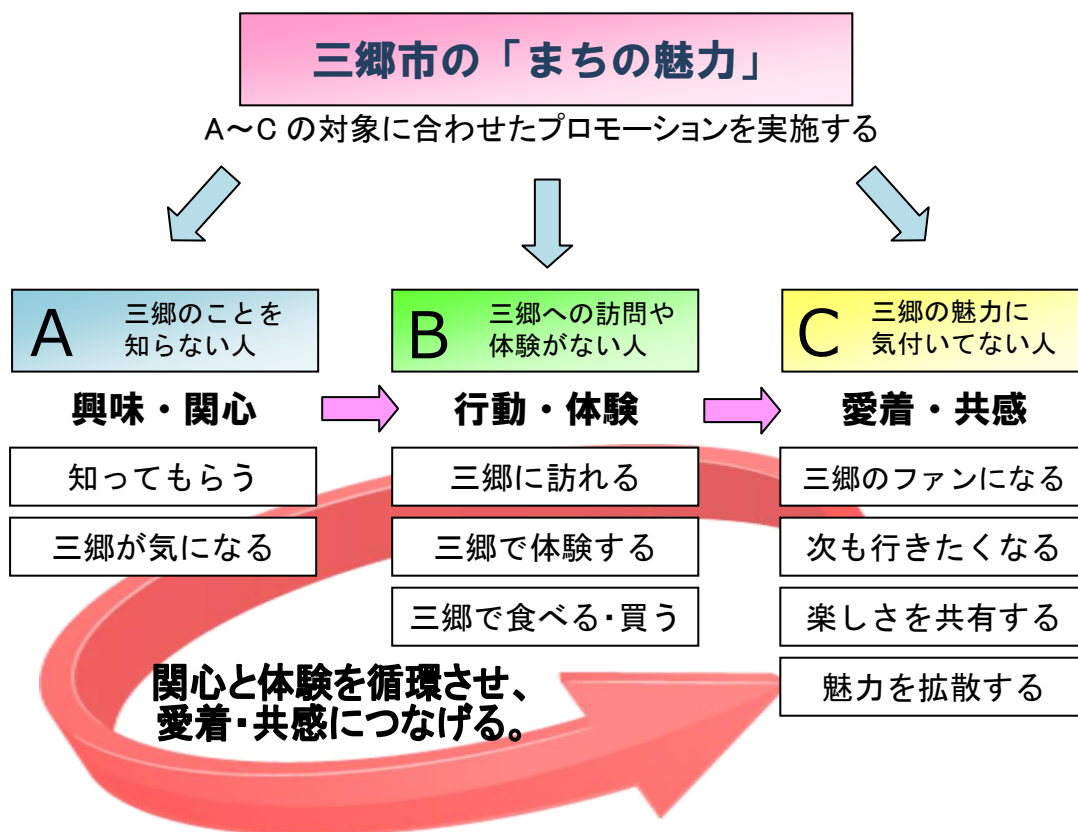 三郷市の「まちの魅力」
A～C の対象に合わせたプロモーションを実施する
A
三郷のことを
知らない人
興味・関心
知ってもらう
三郷が気になる
B
三郷への訪問や
体験がない人
行動・体験
三郷に訪れる
三郷で体験する
三郷で食べる・買う
C
三郷の魅力に
気付いてない人
愛着・共感
三郷のファンになる
次も行きたくなる
楽しさを共有する
魅力を拡散する
関心と体験を循環させ、
愛着・共感につなげる。